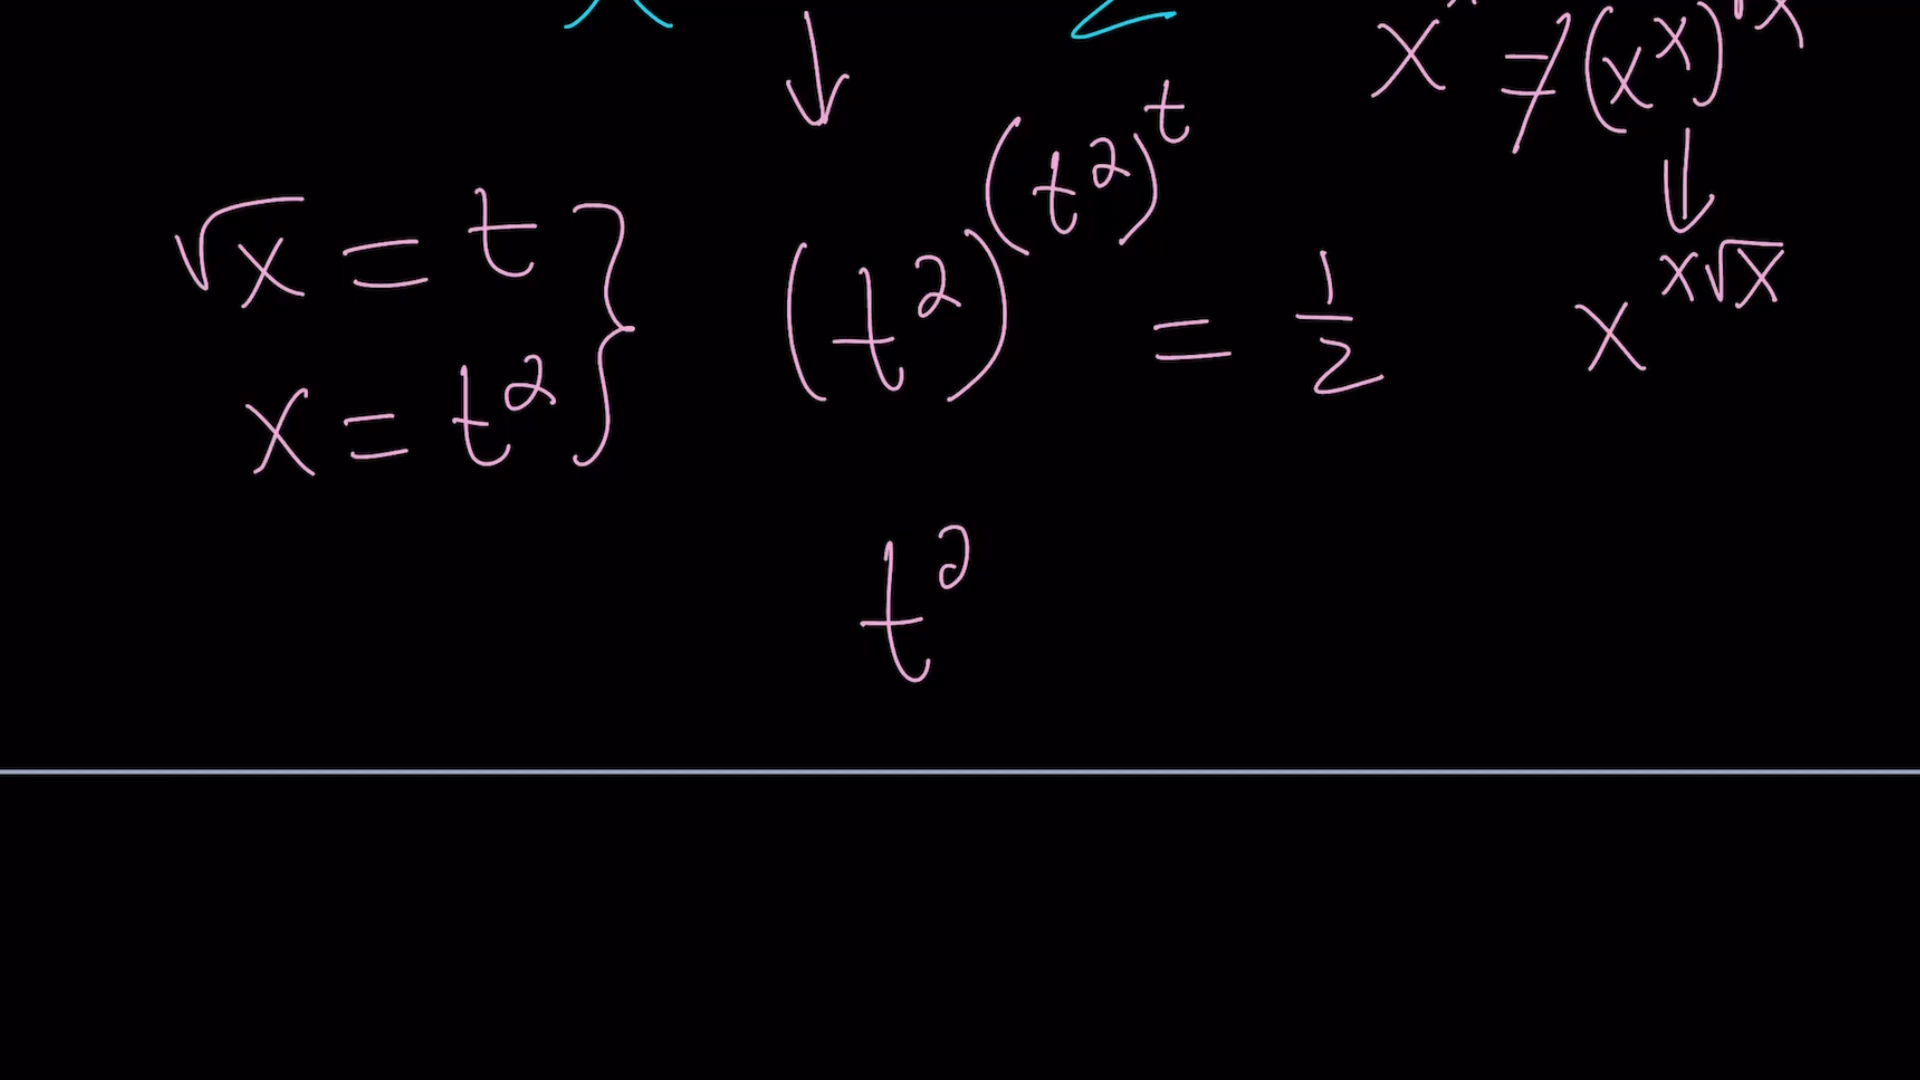 x^x ≠ (x^x)^√x
√x = t
x = t²
(t²)^(t²)^t = 1/2
x^x√x
t²